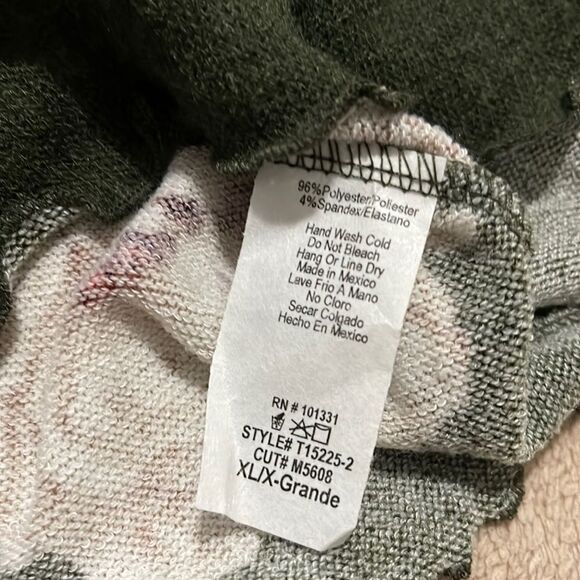 96%Polyester/Poliester
4%Spandex/Elastano
Hand Wash Cold
Do Not Bleach
Hang Or Line Dry
Made in Mexico
Lave Frio A Mano
No Cloro
Secar Colgado
Hecho En Mexico
RN # 101331
STYLE# T15225-2
CUT# M5608
XL/X-Grande